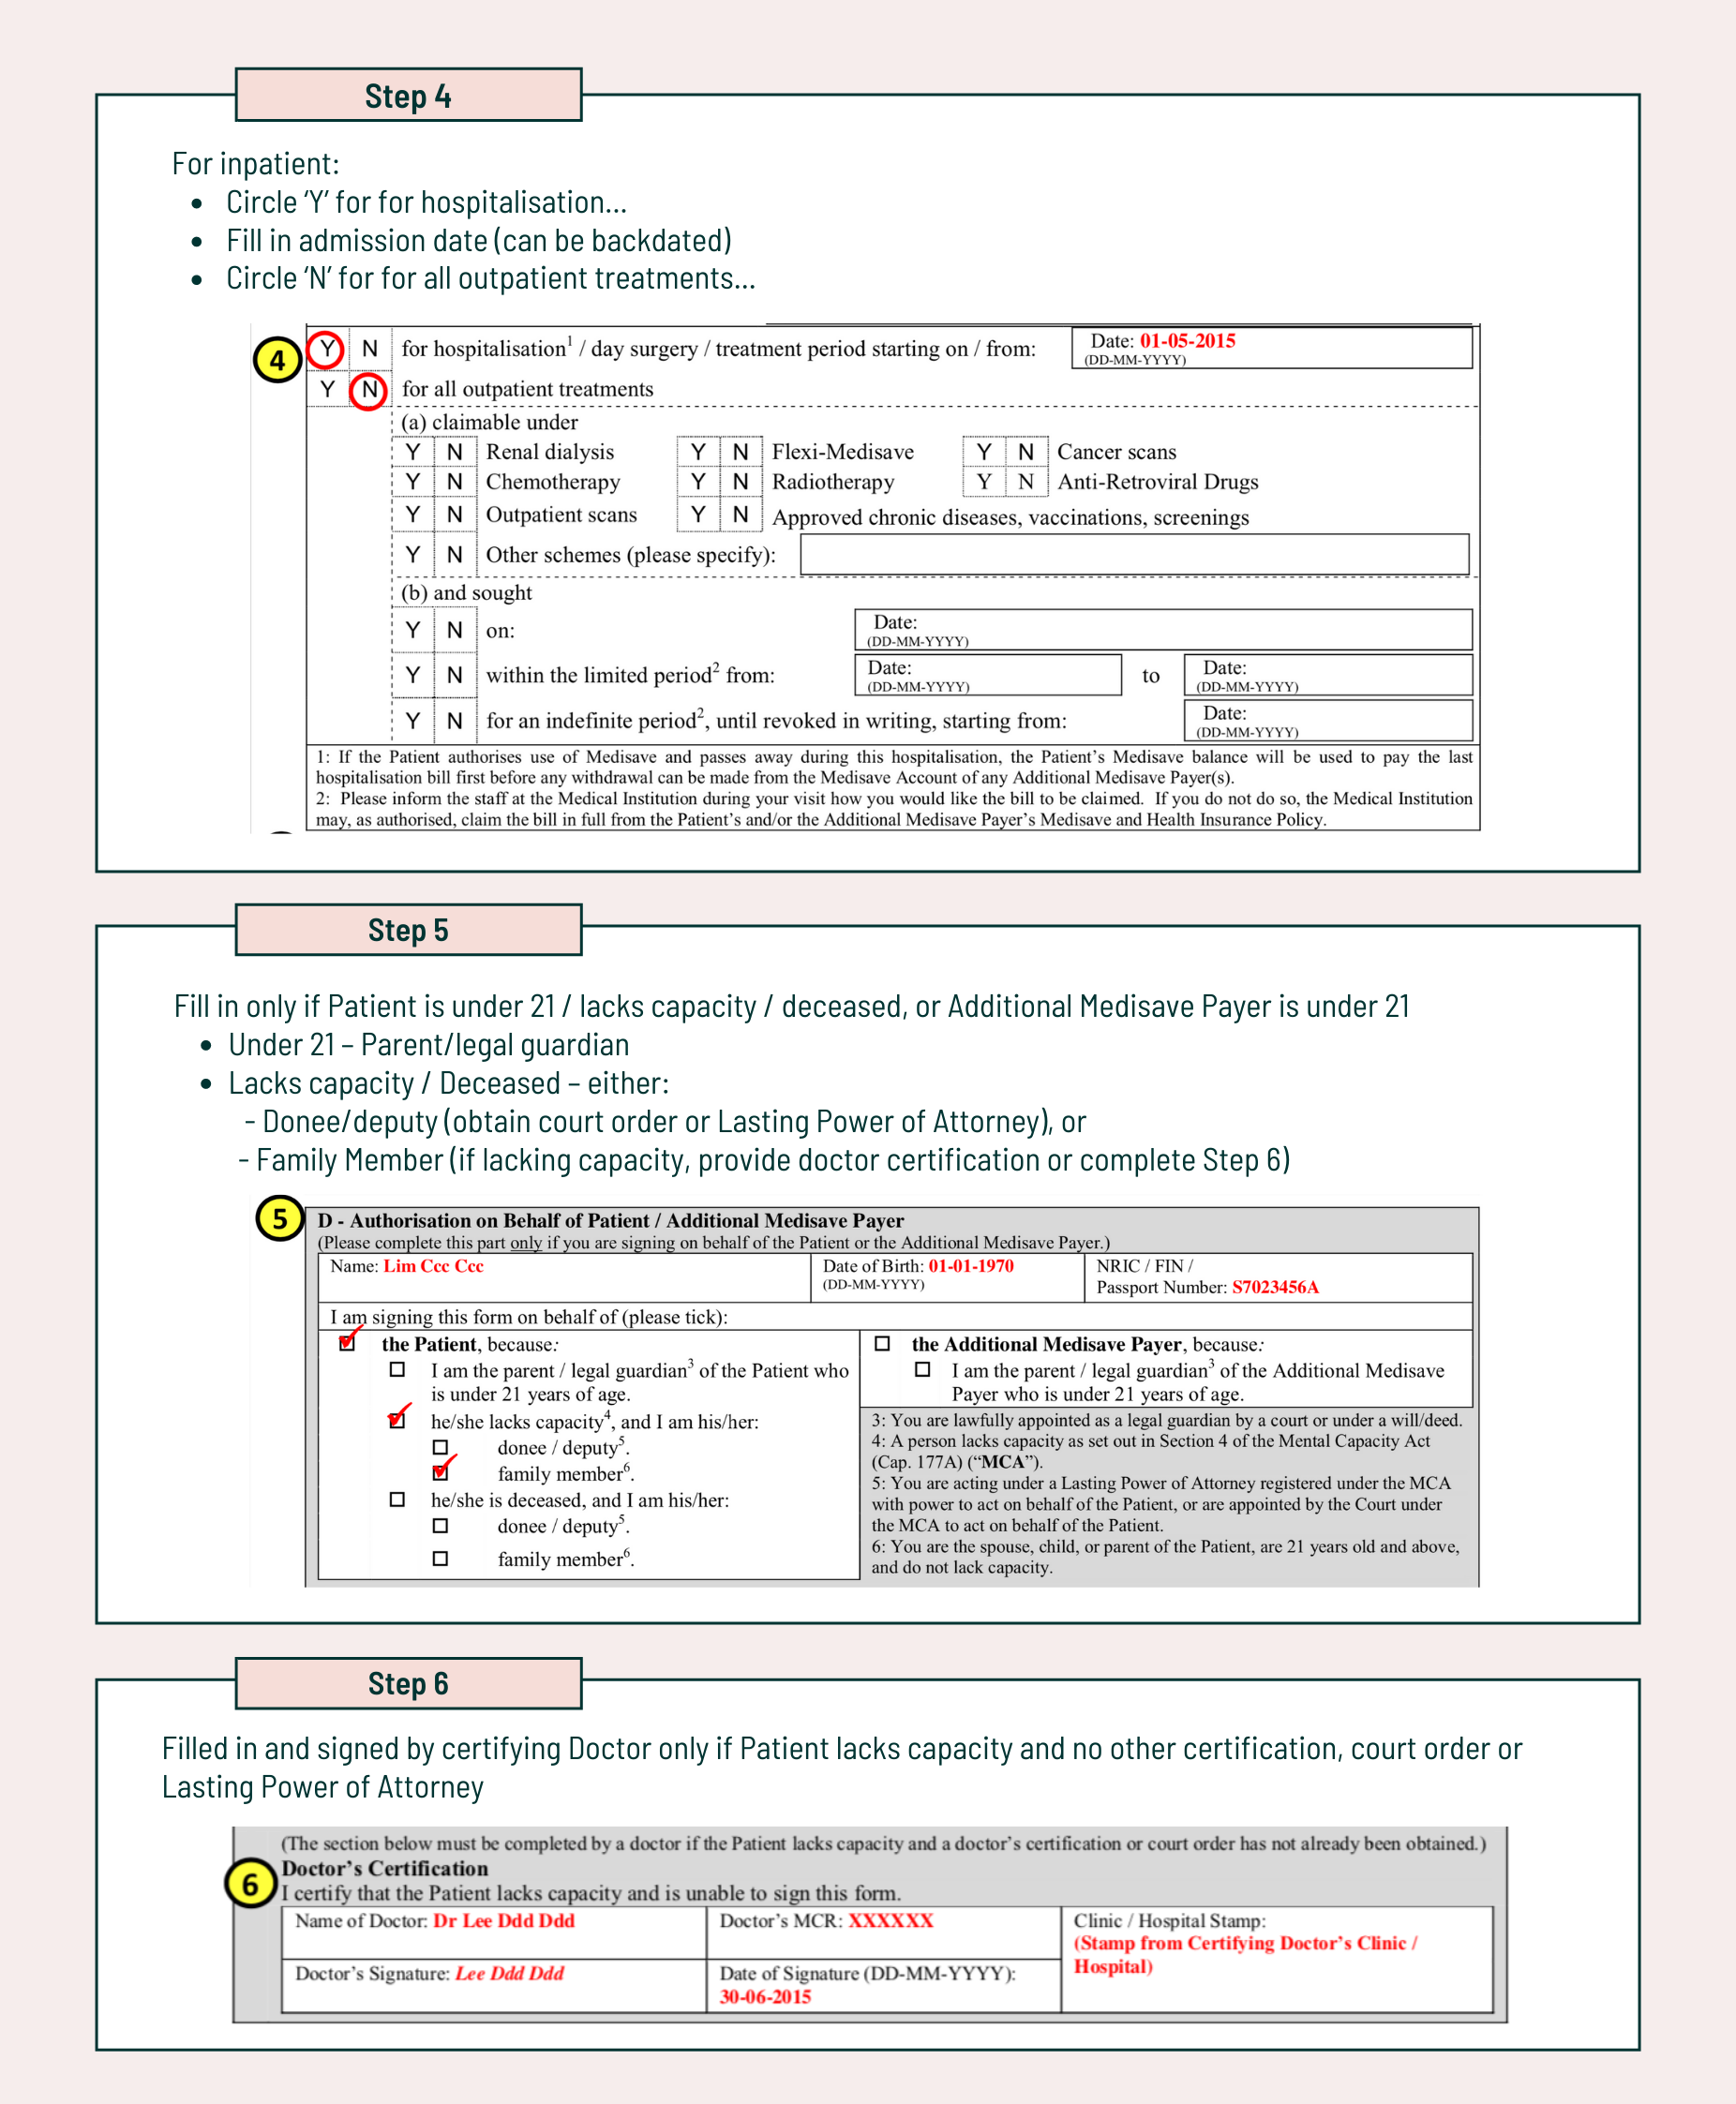 Step 4
For inpatient:
• Circle ‘Y’ for for hospitalisation...
• Fill in admission date (can be backdated)
• Circle ‘N’ for for all outpatient treatments...
4
Y N for hospitalisation1 / day surgery / treatment period starting on / from: Date: 01-05-2015
(DD-MM-YYYY)
Y N for all outpatient treatments
(a) claimable under
Y N Renal dialysis Y N Flexi-Medisave Y N Cancer scans
Y N Chemotherapy Y N Radiotherapy Y N Anti-Retroviral Drugs
Y N Outpatient scans Y N Approved chronic diseases, vaccinations, screenings
Y N Other schemes (please specify):
(b) and sought
Y N on: Date:
(DD-MM-YYYY)
Y N within the limited period2 from: Date: to Date:
(DD-MM-YYYY) (DD-MM-YYYY)
Y N for an indefinite period2, until revoked in writing, starting from: Date:
(DD-MM-YYYY)
1: If the Patient authorises use of Medisave and passes away during this hospitalisation, the Patient’s Medisave balance will be used to pay the last
hospitalisation bill first before any withdrawal can be made from the Medisave Account of any Additional Medisave Payer(s).
2: Please inform the staff at the Medical Institution during your visit how you would like the bill to be claimed. If you do not do so, the Medical Institution
may, as authorised, claim the bill in full from the Patient’s and/or the Additional Medisave Payer’s Medisave and Health Insurance Policy.
Step 5
Fill in only if Patient is under 21 / lacks capacity / deceased, or Additional Medisave Payer is under 21
• Under 21 – Parent/legal guardian
• Lacks capacity / Deceased – either:
- Donee/deputy (obtain court order or Lasting Power of Attorney), or
- Family Member (if lacking capacity, provide doctor certification or complete Step 6)
5
D - Authorisation on Behalf of Patient / Additional Medisave Payer
(Please complete this part only if you are signing on behalf of the Patient or the Additional Medisave Payer.)
Name: Lim Ccc Ccc Date of Birth: 01-01-1970 NRIC / FIN /
(DD-MM-YYYY) Passport Number: S7023456A
I am signing this form on behalf of (please tick):
the Patient, because:
I am the parent / legal guardian3 of the Patient who
is under 21 years of age.
he/she lacks capacity4, and I am his/her:
donee / deputy5.
family member6.
he/she is deceased, and I am his/her:
donee / deputy5.
family member6.
the Additional Medisave Payer, because:
I am the parent / legal guardian3 of the Additional Medisave
Payer who is under 21 years of age.
3: You are lawfully appointed as a legal guardian by a court or under a will/deed.
4: A person lacks capacity as set out in Section 4 of the Mental Capacity Act
(Cap. 177A) (“MCA”).
5: You are acting under a Lasting Power of Attorney registered under the MCA
with power to act on behalf of the Patient, or are appointed by the Court under
the MCA to act on behalf of the Patient.
6: You are the spouse, child, or parent of the Patient, are 21 years old and above,
and do not lack capacity.
Step 6
Filled in and signed by certifying Doctor only if Patient lacks capacity and no other certification, court order or
Lasting Power of Attorney
(The section below must be completed by a doctor if the Patient lacks capacity and a doctor’s certification or court order has not already been obtained.)
6
Doctor’s Certification
I certify that the Patient lacks capacity and is unable to sign this form.
Name of Doctor: Dr Lee Ddd Ddd Doctor’s MCR: XXXXXX Clinic / Hospital Stamp:
(Stamp from Certifying Doctor’s Clinic /
Hospital)
Doctor’s Signature: Lee Ddd Ddd Date of Signature (DD-MM-YYYY):
30-06-2015